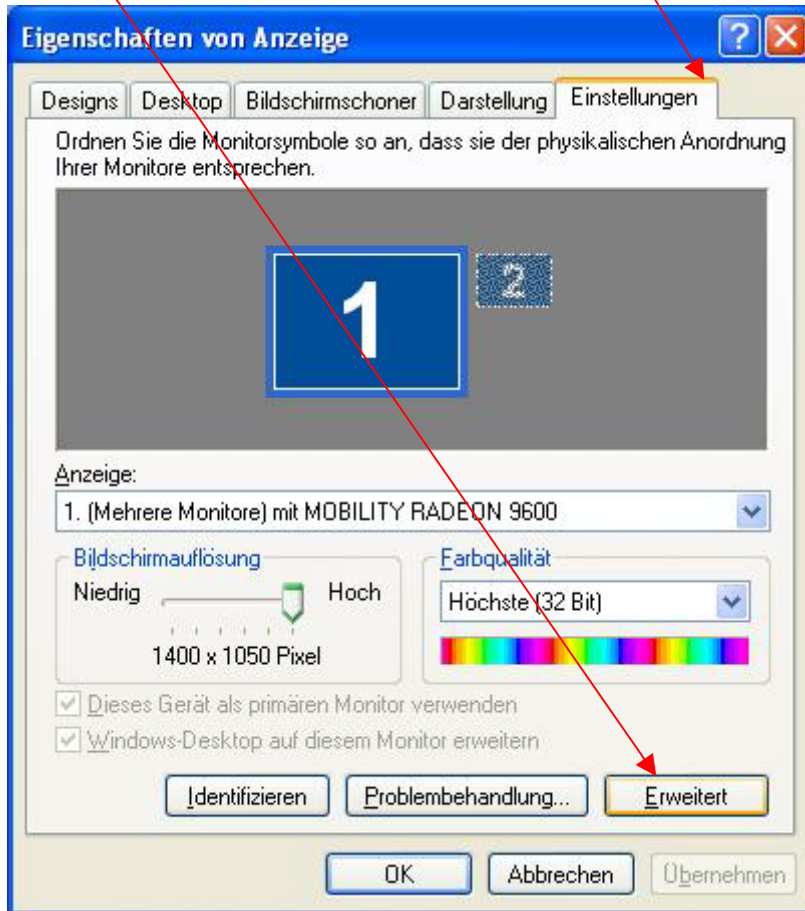 Eigenschaften von Anzeige
Designs Desktop Bildschirmschoner Darstellung Einstellungen
Ordnen Sie die Monitorsymbole so an, dass sie der physikalischen Anordnung
Ihrer Monitore entsprechen.
1 2
Anzeige:
1. (Mehrere Monitore) mit MOBILITY RADEON 9600
Bildschirmauflösung Farbqualität
Niedrig Hoch Höchste (32 Bit)
1400 x 1050 Pixel
Dieses Gerät als primären Monitor verwenden
Windows-Desktop auf diesem Monitor erweitern
Identifizieren Problembehandlung... Erweitert
OK Abbrechen Übernehmen